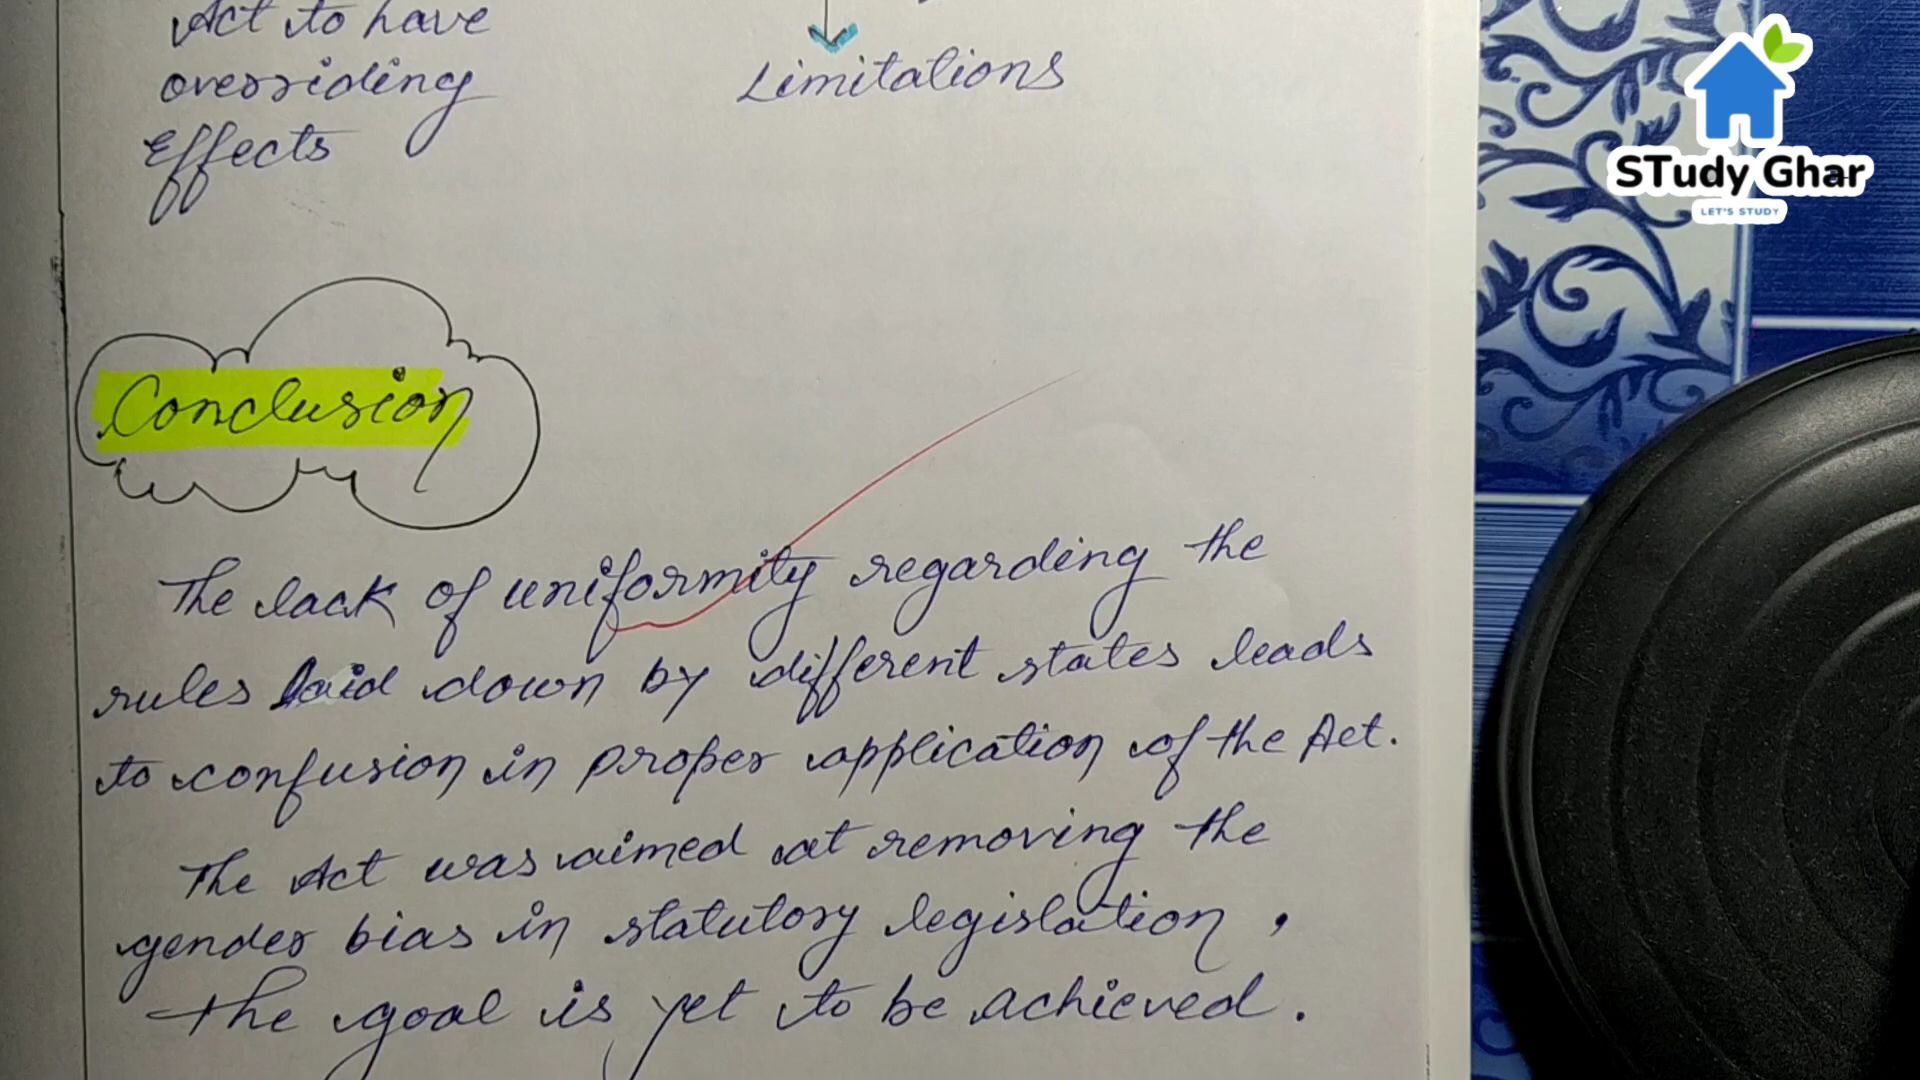 Act to have
overriding
Effects
Limitations
STudy Ghar
LET'S STUDY
Conclusion
The lack of uniformity regarding the
rules laid down by different states leads
to confusion in proper application of the Act.
The Act was aimed at removing the
gender bias in statutory legislation,
the goal is yet to be achieved.